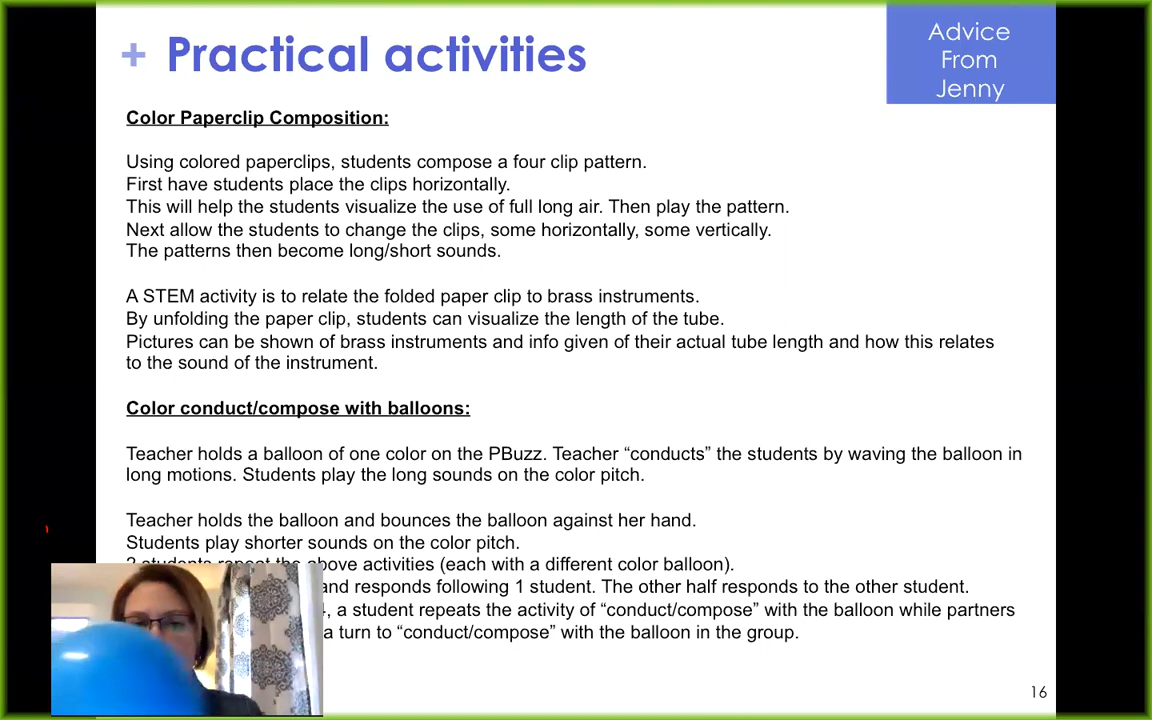 + Practical activities
Advice
From
Jenny
Color Paperclip Composition:
Using colored paperclips, students compose a four clip pattern.
First have students place the clips horizontally.
This will help the students visualize the use of full long air. Then play the pattern.
Next allow the students to change the clips, some horizontally, some vertically.
The patterns then become long/short sounds.
A STEM activity is to relate the folded paper clip to brass instruments.
By unfolding the paper clip, students can visualize the length of the tube.
Pictures can be shown of brass instruments and info given of their actual tube length and how this relates
to the sound of the instrument.
Color conduct/compose with balloons:
Teacher holds a balloon of one color on the PBuzz. Teacher “conducts” the students by waving the balloon in
long motions. Students play the long sounds on the color pitch.
Teacher holds the balloon and bounces the balloon against her hand.
Students play shorter sounds on the color pitch.
2 students repeat the above activities (each with a different color balloon).
and responds following 1 student. The other half responds to the other student.
, a student repeats the activity of “conduct/compose” with the balloon while partners
a turn to “conduct/compose” with the balloon in the group.
16